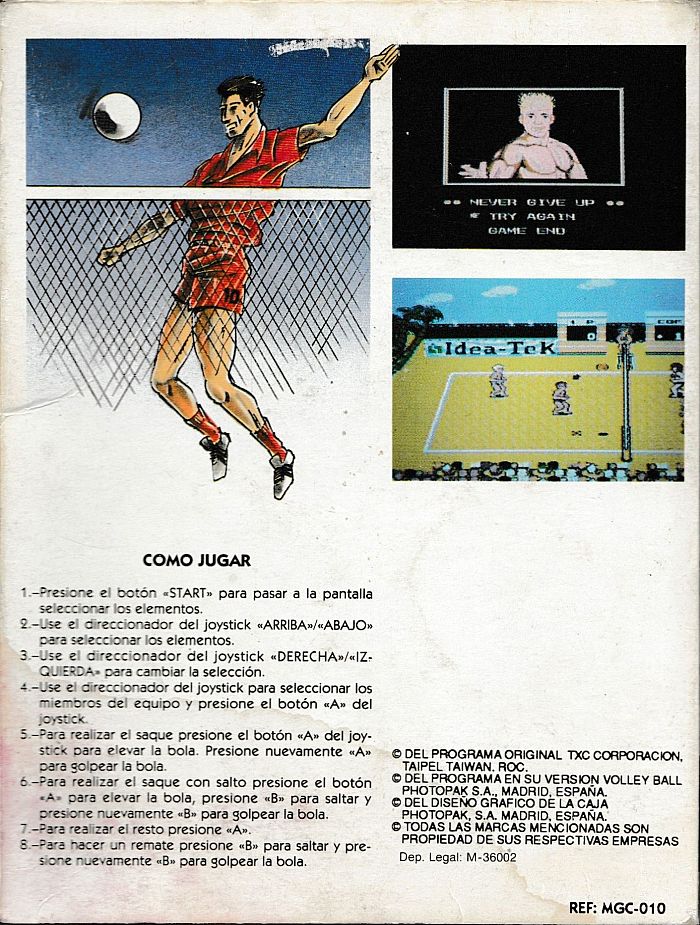 10
●● NEVER GIVE UP ●●
TRY AGAIN
GAME END
1 P
0
COM
1
Idea-Tek
COMO JUGAR
1.–Presione el botón «START» para pasar a la pantalla
seleccionar los elementos.
2.–Use el direccionador del joystick «ARRIBA»/«ABAJO»
para seleccionar los elementos.
3.–Use el direccionador del joystick «DERECHA»/«IZ-
QUIERDA» para cambiar la selección.
4.–Use el direccionador del joystick para seleccionar los
miembros del equipo y presione el botón «A» del
joystick.
5.–Para realizar el saque presione el botón «A» del joy-
stick para elevar la bola. Presione nuevamente «A»
para golpear la bola.
6.–Para realizar el saque con salto presione el botón
«A» para elevar la bola, presione «B» para saltar y
presione nuevamente «B» para golpear la bola.
7.–Para realizar el resto presione «A».
8.–Para hacer un remate presione «B» para saltar y pre-
sione nuevamente «B» para golpear la bola.
© DEL PROGRAMA ORIGINAL TXC CORPORACION,
TAIPEL TAIWAN, ROC.
© DEL PROGRAMA EN SU VERSION VOLLEY BALL
PHOTOPAK S.A., MADRID, ESPAÑA.
© DEL DISEÑO GRAFICO DE LA CAJA
PHOTOPAK, S.A. MADRID, ESPAÑA.
© TODAS LAS MARCAS MENCIONADAS SON
PROPIEDAD DE SUS RESPECTIVAS EMPRESAS
Dep. Legal: M-36002
REF: MGC-010